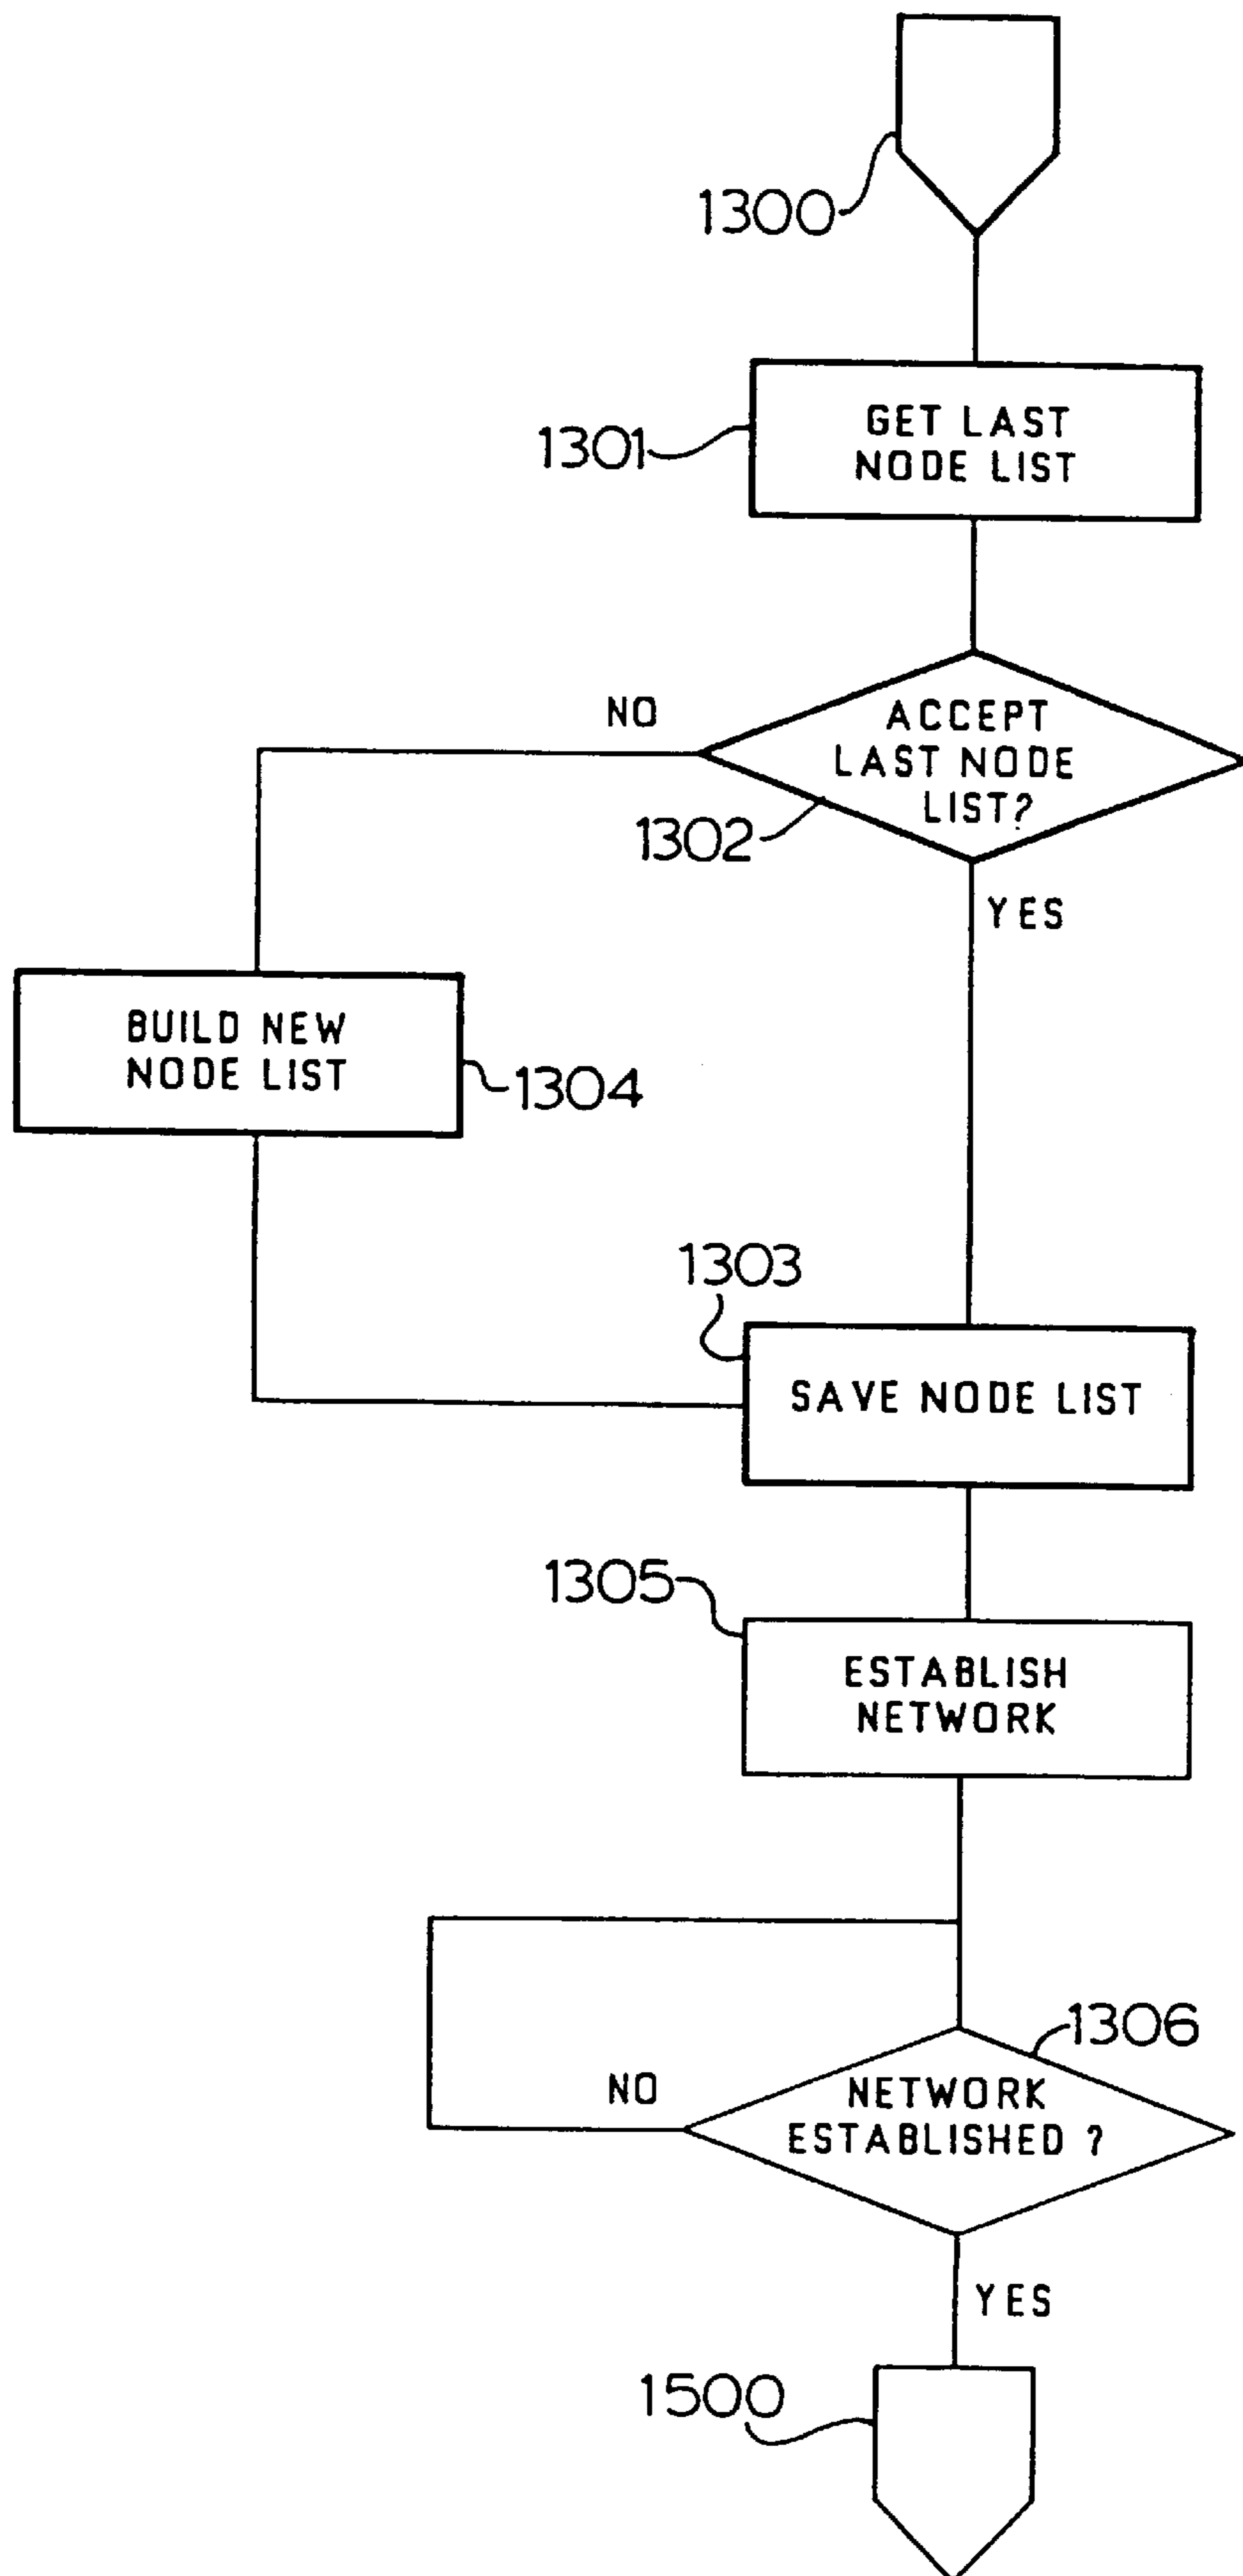 1300
1301
GET LAST
NODE LIST
NO
ACCEPT
LAST NODE
LIST?
1302
YES
BUILD NEW
NODE LIST
1304
1303
SAVE NODE LIST
1305
ESTABLISH
NETWORK
1306
NO
NETWORK
ESTABLISHED ?
YES
1500